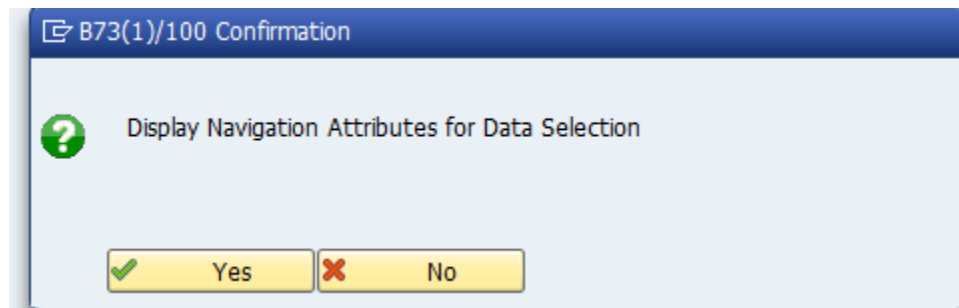 B73(1)/100 Confirmation
Display Navigation Attributes for Data Selection
Yes No